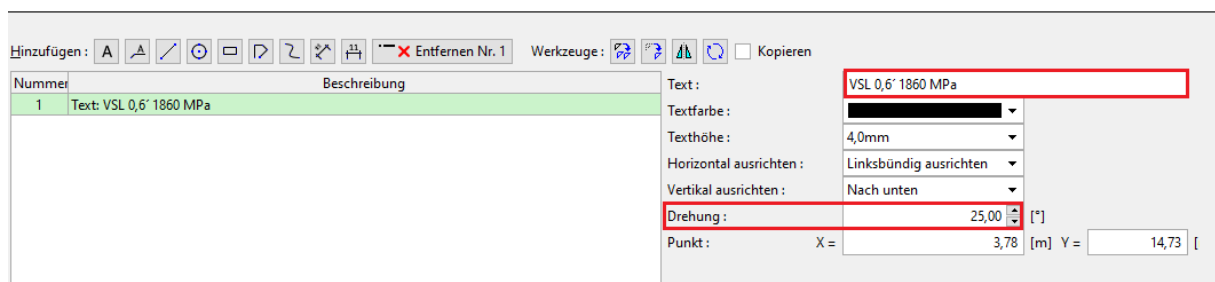 Hinzufügen : A A 11 Entfernen Nr. 1 Werkzeuge : Kopieren
Nummer Beschreibung
1 Text: VSL 0,6´ 1860 MPa
Text : VSL 0,6´ 1860 MPa
Textfarbe :
Texthöhe : 4,0mm
Horizontal ausrichten : Linksbündig ausrichten
Vertikal ausrichten : Nach unten
Drehung : 25,00 [°]
Punkt : X = 3,78 [m] Y = 14,73 [